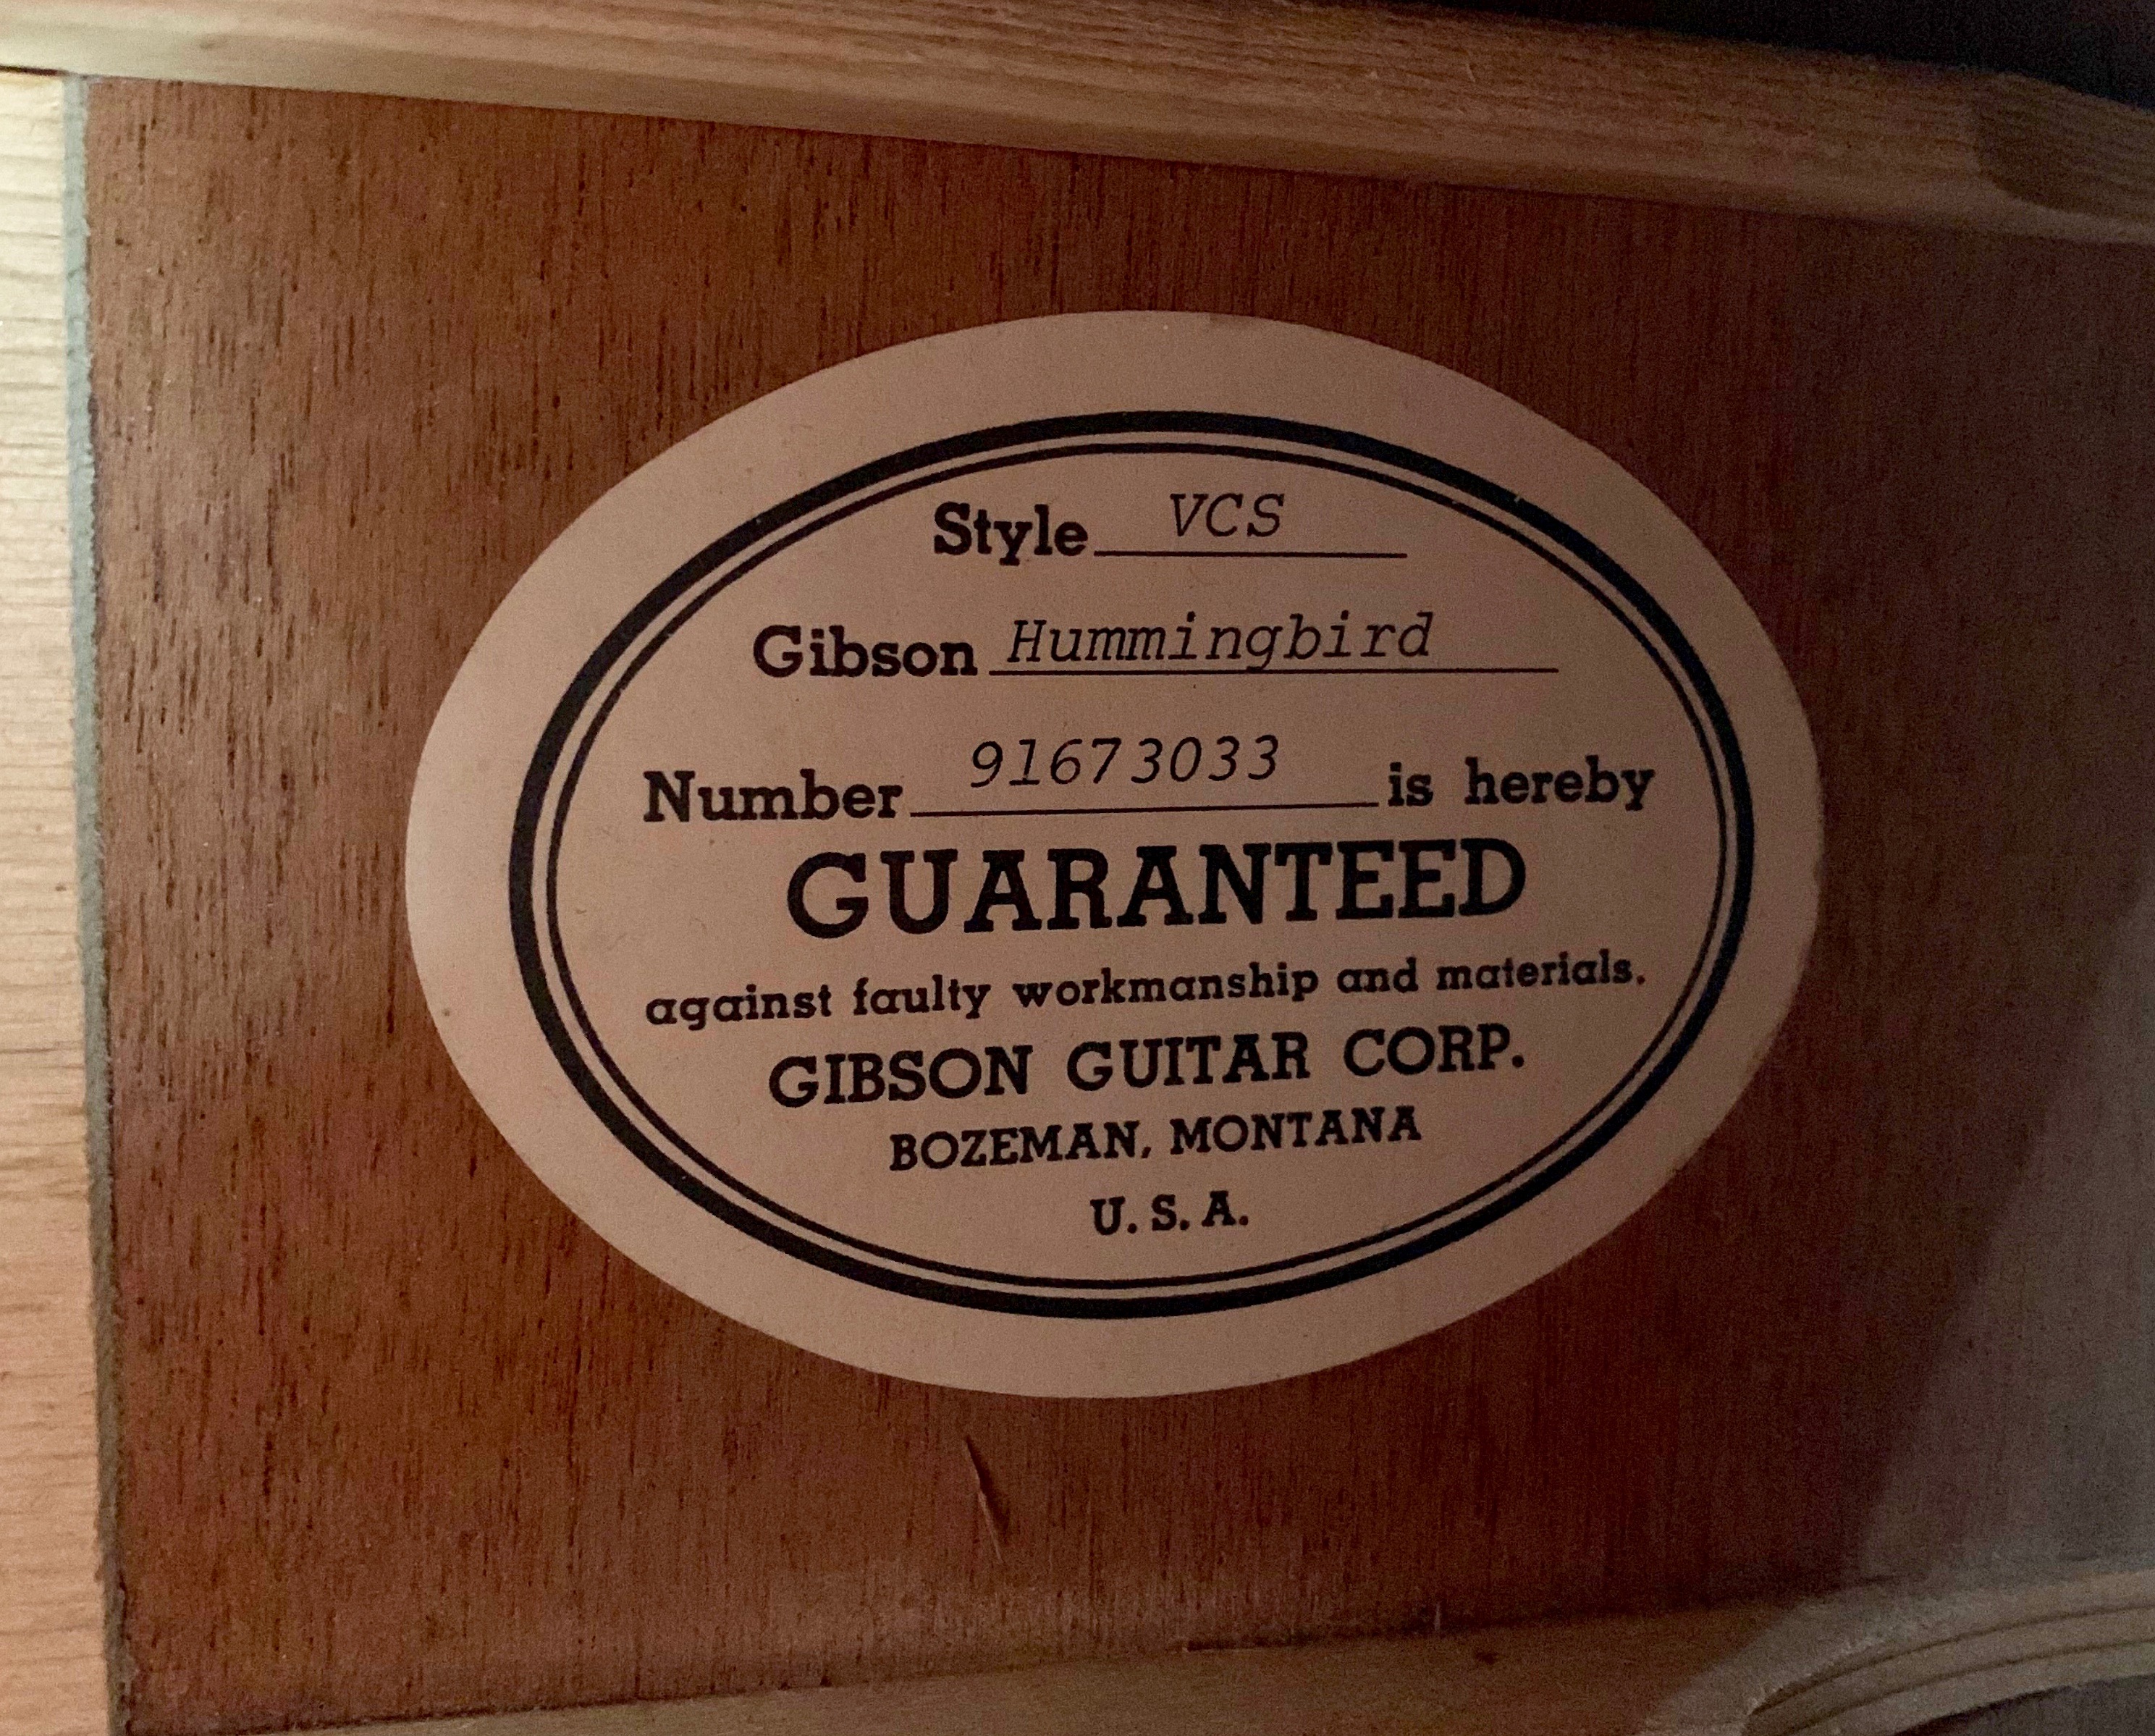 Style VCS
Gibson Hummingbird
Number 91673033 is hereby
GUARANTEED
against faulty workmanship and materials.
GIBSON GUITAR CORP.
BOZEMAN, MONTANA
U. S. A.